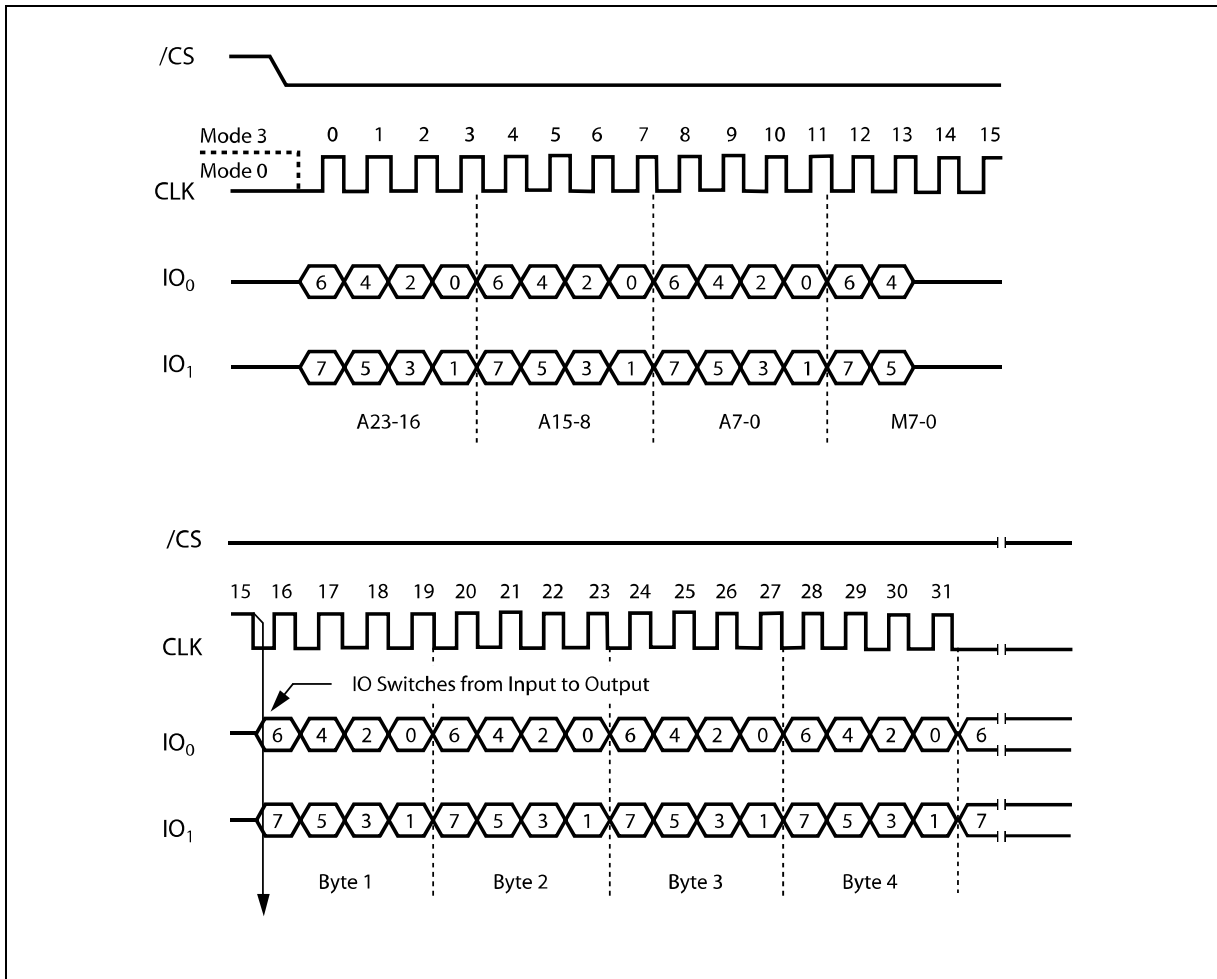 /CS
Mode 3
0 1 2 3 4 5 6 7 8 9 10 11 12 13 14 15
Mode 0
CLK
IO0 6 4 2 0 6 4 2 0 6 4 2 0 6 4
IO1 7 5 3 1 7 5 3 1 7 5 3 1 7 5
A23-16 A15-8 A7-0 M7-0
/CS
15 16 17 18 19 20 21 22 23 24 25 26 27 28 29 30 31
CLK
IO Switches from Input to Output
IO0 6 4 2 0 6 4 2 0 6 4 2 0 6 4 2 0 6
IO1 7 5 3 1 7 5 3 1 7 5 3 1 7 5 3 1 7
Byte 1 Byte 2 Byte 3 Byte 4